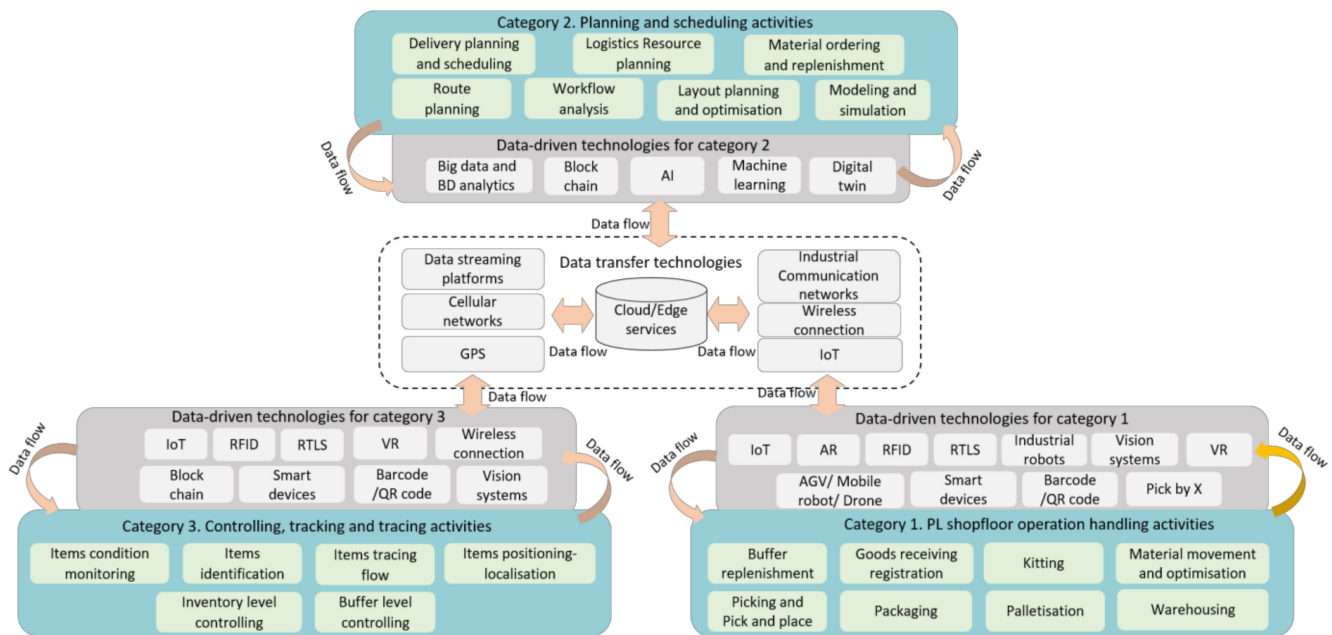 Category 2. Planning and scheduling activities
Delivery planning
and scheduling
Logistics Resource
planning
Material ordering
and replenishment
Route
planning
Workflow
analysis
Layout planning
and optimisation
Modeling and
simulation
Data flow
Data-driven technologies for category 2
Data flow
Big data and
BD analytics
Block
chain
AI
Machine
learning
Digital
twin
Data flow
Data transfer technologies
Data streaming
platforms
Cellular
networks
GPS
Cloud/Edge
services
Industrial
Communication
networks
Wireless
connection
IoT
Data flow
Data flow
Data flow
Data flow
Data-driven technologies for category 3
Data flow
IoT
RFID
RTLS
VR
Wireless
connection
Data flow
Block
chain
Smart
devices
Barcode
/QR code
Vision
systems
Category 3. Controlling, tracking and tracing activities
Items condition
monitoring
Items
identification
Items tracing
flow
Items positioning-
localisation
Inventory level
controlling
Buffer level
controlling
Data-driven technologies for category 1
Data flow
IoT
AR
RFID
RTLS
Industrial
robots
Vision
systems
VR
Data flow
AGV/ Mobile
robot/ Drone
Smart
devices
Barcode
/QR code
Pick by X
Category 1. PL shopfloor operation handling activities
Buffer
replenishment
Goods receiving
registration
Kitting
Material movement
and optimisation
Picking and
Pick and place
Packaging
Palletisation
Warehousing